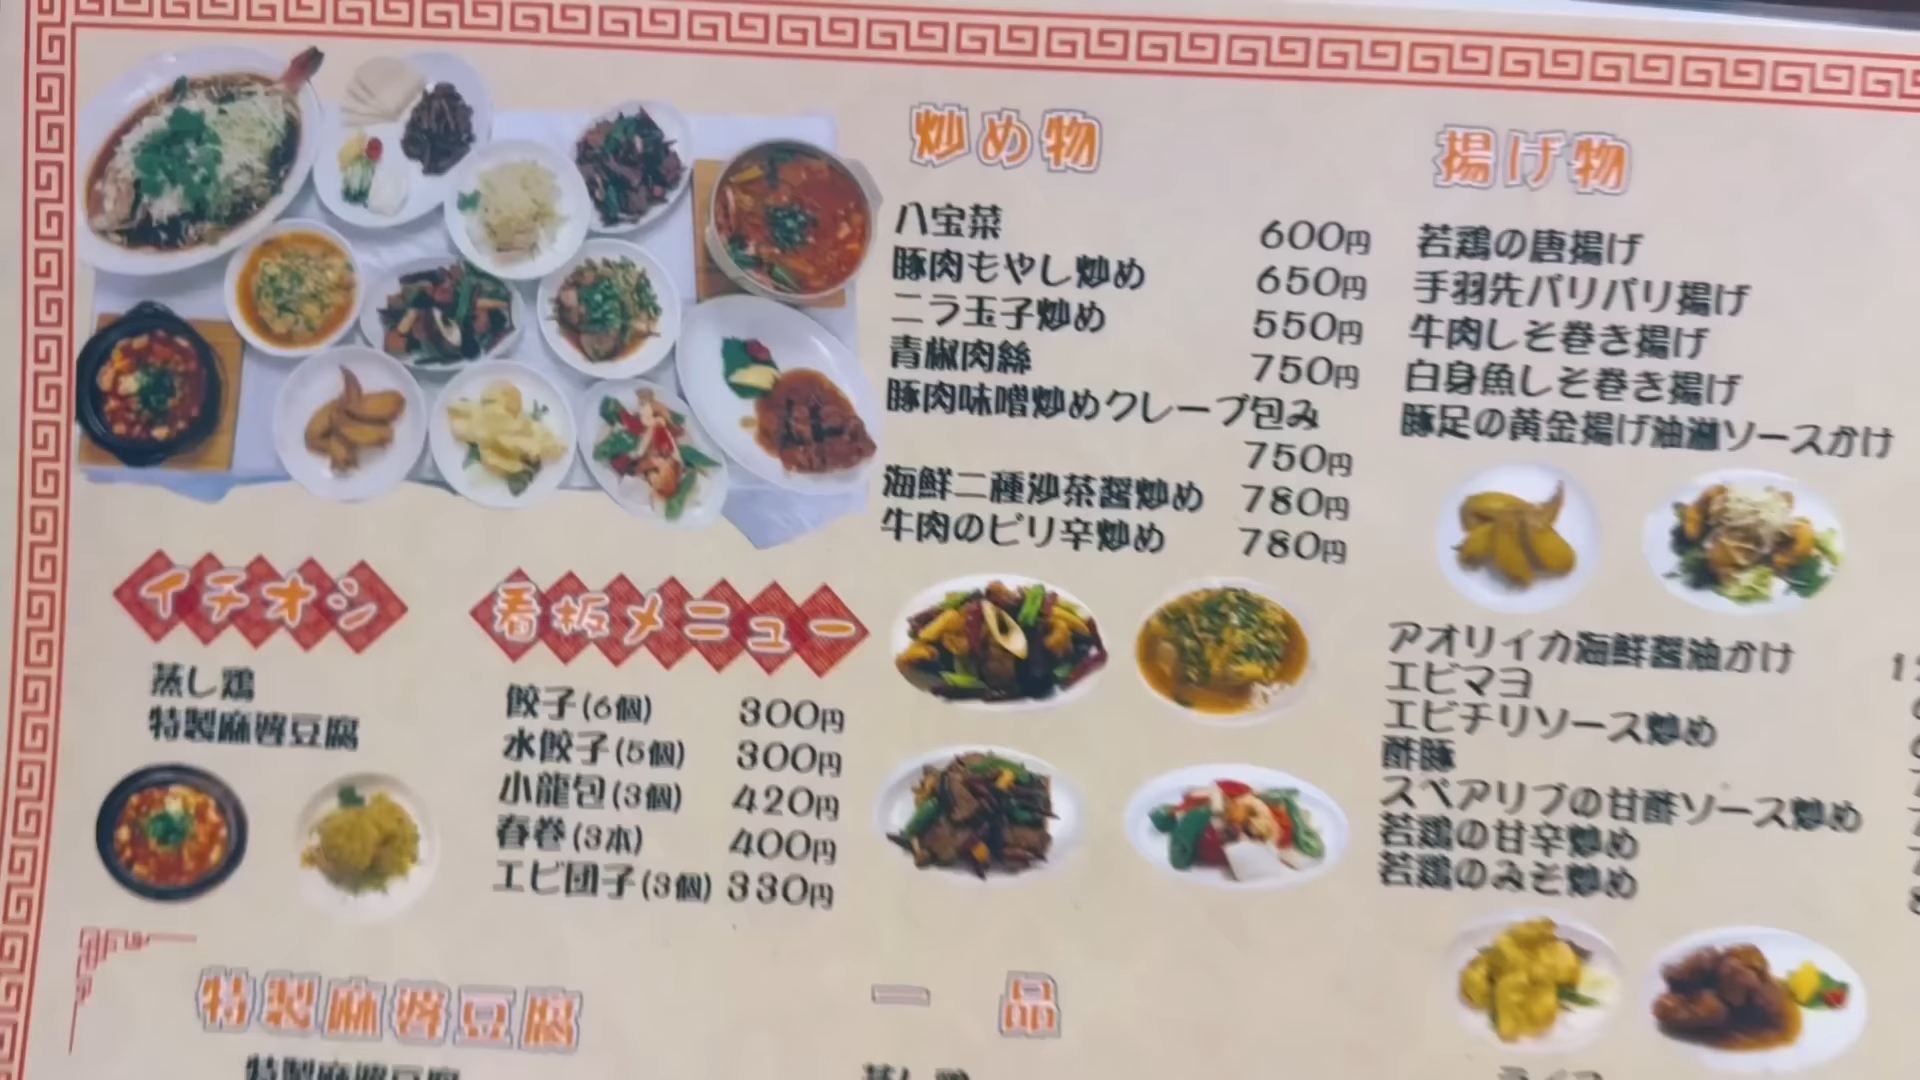 炒め物
八宝菜 600円
豚肉もやし炒め 650円
ニラ玉子炒め 550円
青椒肉絲 750円
豚肉味噌炒めクレープ包み
750円
海鮮二種沙茶醤炒め 780円
牛肉のピリ辛炒め 780円
揚げ物
若鶏の唐揚げ
手羽先パリパリ揚げ
牛肉しそ巻き揚げ
白身魚しそ巻き揚げ
豚足の黄金揚げ油淋ソースかけ
アオリイカ海鮮醤油かけ
エビマヨ
エビチリソース炒め
酢豚
スペアリブの甘酢ソース炒め
若鶏の甘辛炒め
若鶏のみそ炒め
イチオシ
蒸し鶏
特製麻婆豆腐
看板メニュー
餃子(6個) 300円
水餃子(5個) 300円
小龍包(3個) 420円
春巻(3本) 400円
エビ団子(3個) 330円
特製麻婆豆腐
特製麻婆豆腐
一品
蒸し鶏